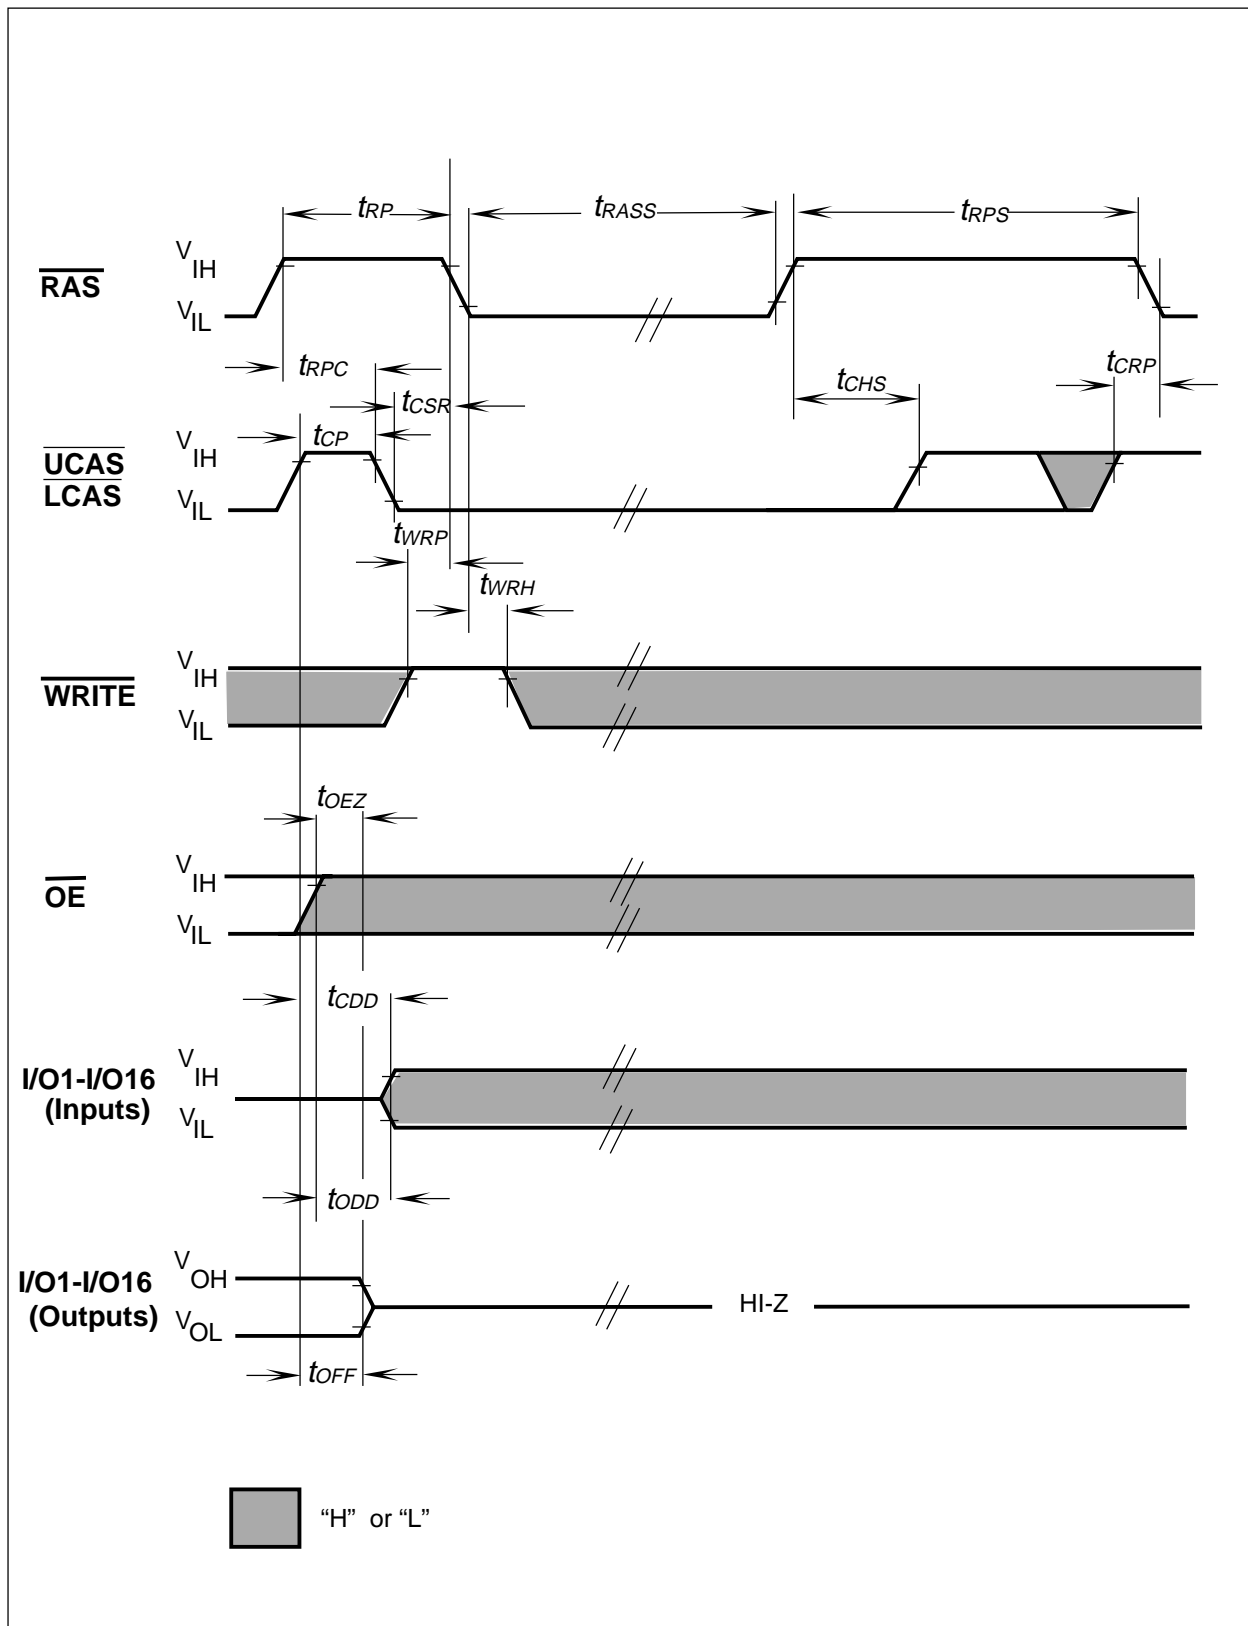 tRP
tRASS
tRPS
RAS
VIH
VIL
tRPC
tCSR
tCHS
tCRP
tCP
UCAS
LCAS
VIH
VIL
tWRP
tWRH
WRITE
VIH
VIL
tOEZ
OE
VIH
VIL
tCDD
I/O1-I/O16
(Inputs)
VIH
VIL
tODD
I/O1-I/O16
(Outputs)
VOH
VOL
HI-Z
tOFF
“H” or “L”